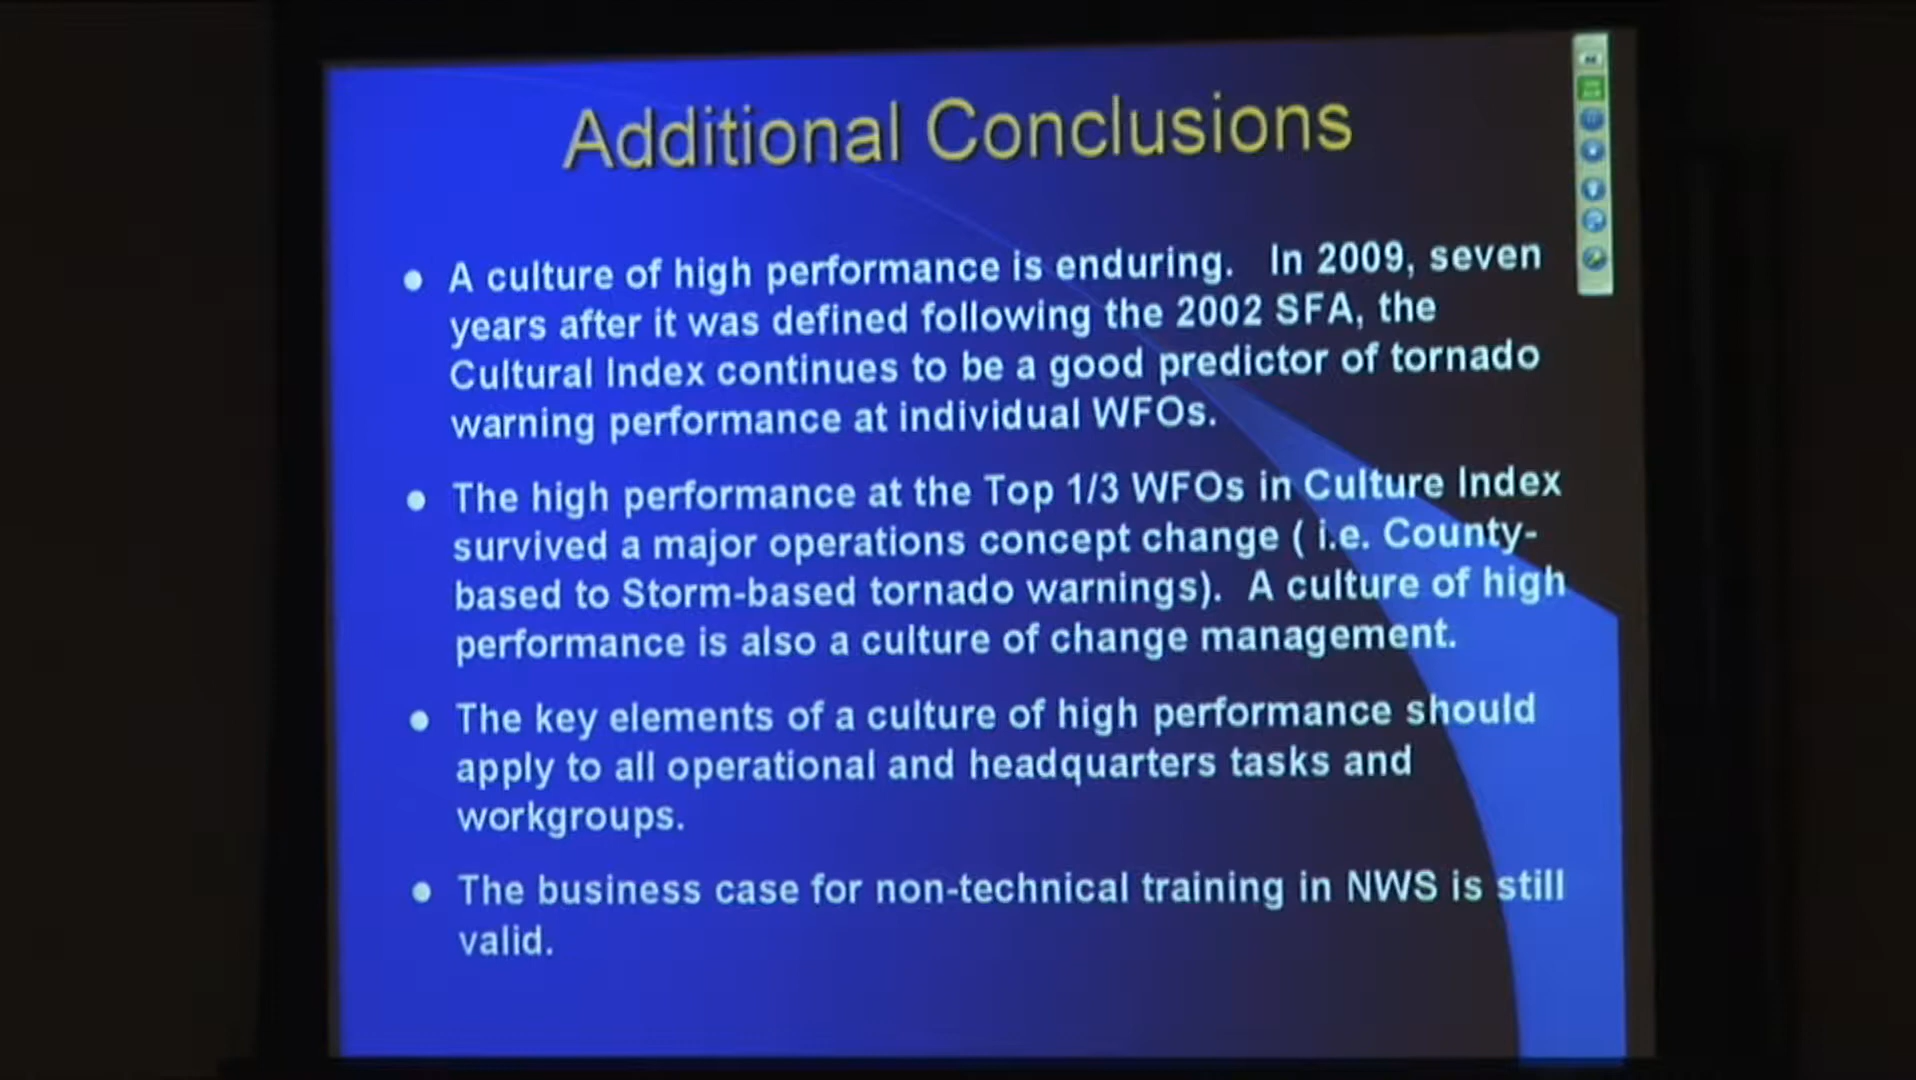 Additional Conclusions
● A culture of high performance is enduring. In 2009, seven
years after it was defined following the 2002 SFA, the
Cultural Index continues to be a good predictor of tornado
warning performance at individual WFOs.
● The high performance at the Top 1/3 WFOs in Culture Index
survived a major operations concept change ( i.e. County-
based to Storm-based tornado warnings). A culture of high
performance is also a culture of change management.
● The key elements of a culture of high performance should
apply to all operational and headquarters tasks and
workgroups.
● The business case for non-technical training in NWS is still
valid.